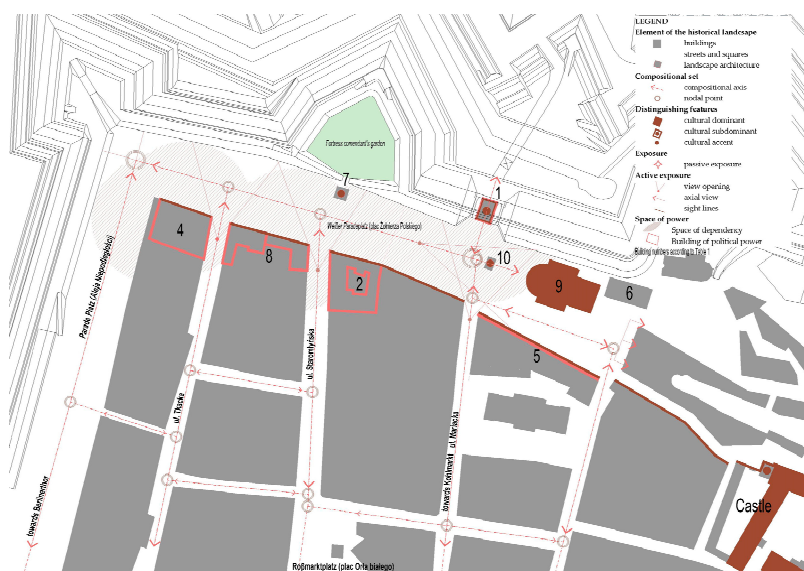 LEGEND
Element of the historical landscape
buildings
streets and squares
landscape architecture
Compositional set
compositional axis
nodal point
Distinguishing features
cultural dominant
cultural subdominant
cultural accent
Exposure
passive exposure
Active exposure
view opening
axial view
sight lines
Space of power
Space of dependency
Building of political power
Building numbers according to Table 1
Fortress comendant's garden
7
1
Weißer Paradeplatz (plac Żołnierza Polskiego)
4
8
10
2
9
6
5
Parade Platz (Aleja Niepodległości)
ul. Tkacka
ul. Staromłyńska
towards Kohlmarkt
ul. Mariacka
towards Berlinerthor
Castle
Roßmarktplatz (plac Orła białego)